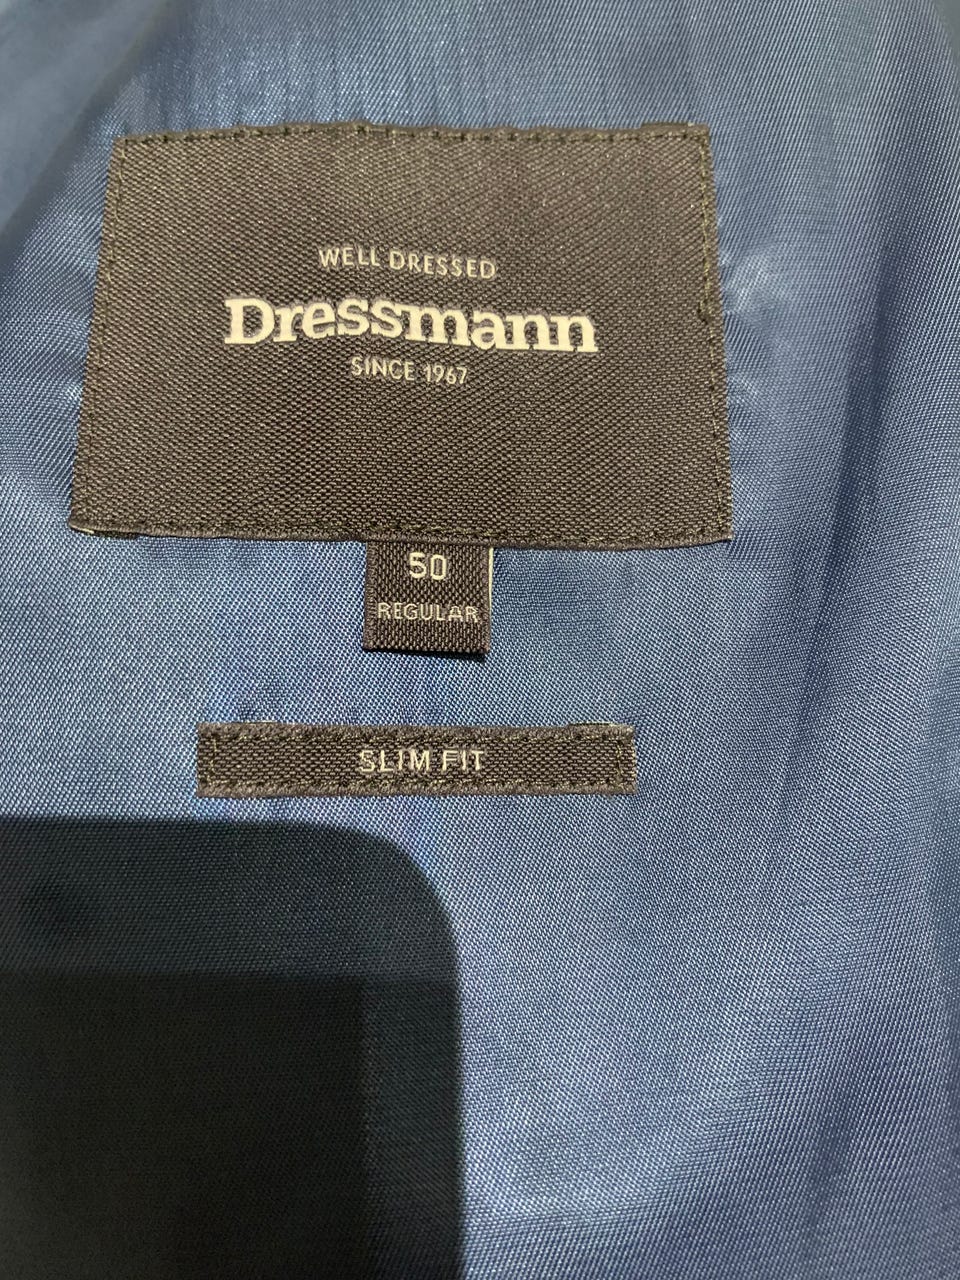 WELL DRESSED
Dressmann
SINCE 1967
50
REGULAR
SLIM FIT